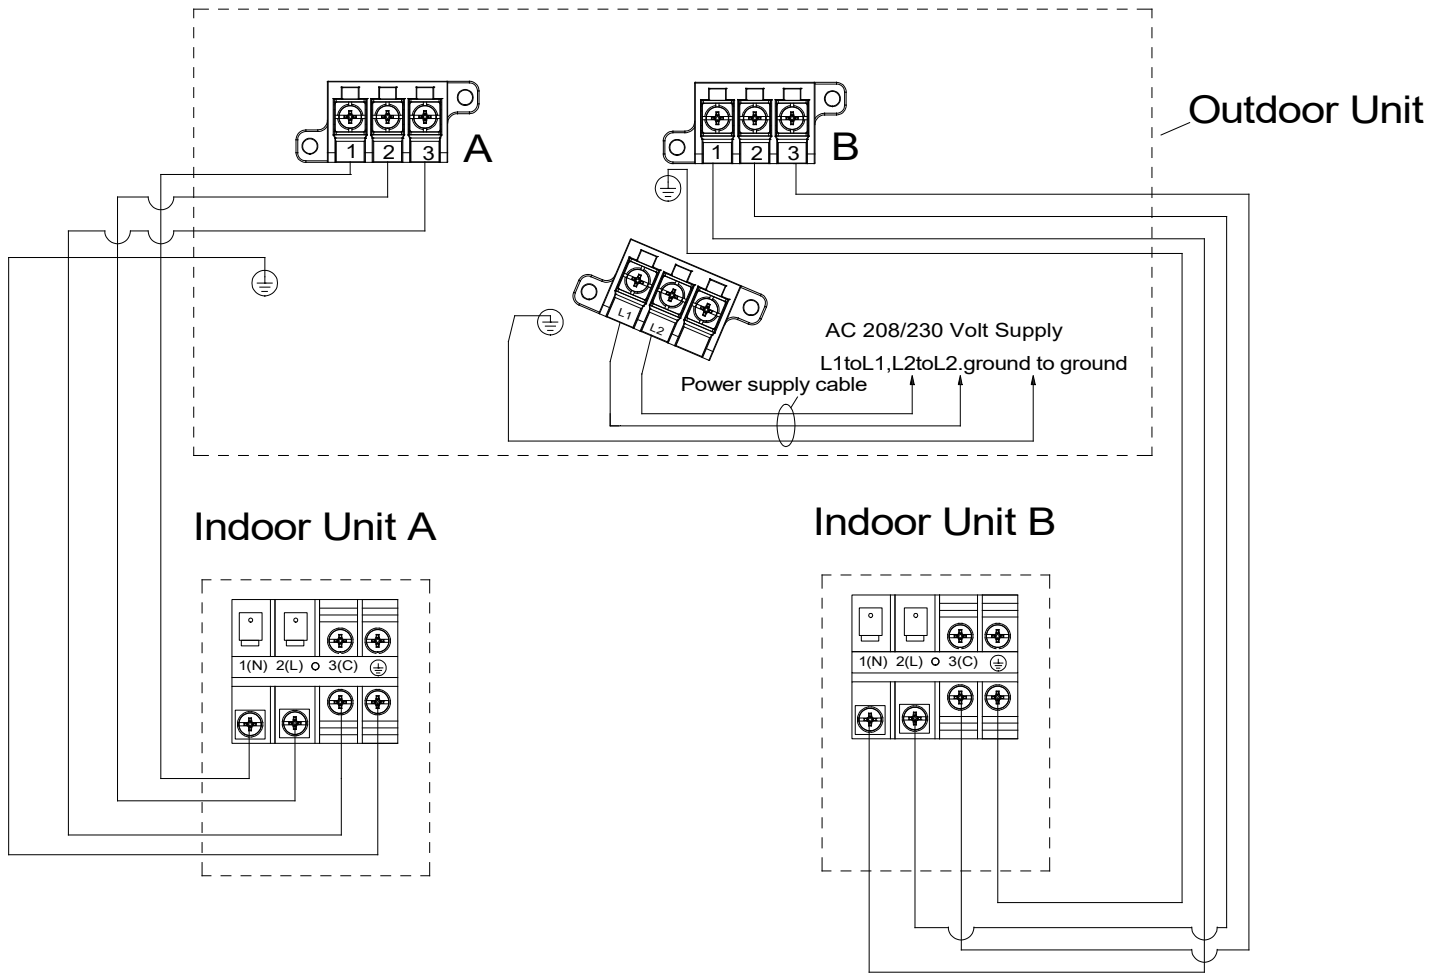 Outdoor Unit
1 2 3 A
1 2 3 B
L1 L2
AC 208/230 Volt Supply
L1toL1,L2toL2.ground to ground
Power supply cable
Indoor Unit A
Indoor Unit B
1(N) 2(L) 3(C)
1(N) 2(L) 3(C)